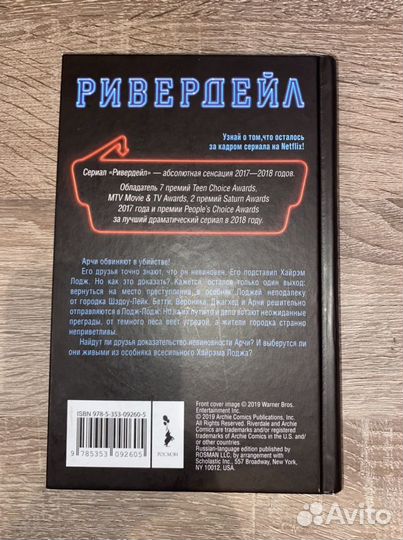 РИВЕРДЕЙЛ
Узнай о том,что осталось
за кадром сериала на Netflix!
Сериал «Ривердейл» — абсолютная сенсация 2017—2018 годов.
Обладатель 7 премий Teen Choice Awards,
MTV Movie & TV Awards, 2 премий Saturn Awards
2017 года и премии People's Choice Awards
за лучший драматический сериал в 2018 году.
Арчи обвиняют в убийстве!
Его друзья точно знают, что он невиновен. Его подставил Хайрэм
Лодж. Но как это доказать? Кажется, остался только один выход:
вернуться на место преступления в особняк Лоджей неподалеку
от городка Шэдоу-Лейк. Бетти, Вероника, Джагхед и Арчи решительно
отправляются в Лодж-Лодж. Но на их пути то и дело встают неожиданные
преграды, от темного леса веет угрозой, а жители городка странно
неприветливы.
Найдут ли друзья доказательство невиновности Арчи? И выберутся ли
они живыми из особняка всесильного Хайрэма Лоджа?
ISBN 978-5-353-09260-5
9 785353 092605
РОСМЭН
Front cover image © 2019 Warner Bros.
Entertainment Inc.
© 2019 Archie Comics Publications, Inc.
All Rights Reserved. Riverdale and Archie
Comics are trademarks and/or registered
trademarks of Archie Comics in the U.S. and/
or other countries.
Russian-language edition published by
ROSMAN LLC, by arrangement with
Scholastic Inc., 557 Broadway, New York,
NY 10012, USA.
Avito